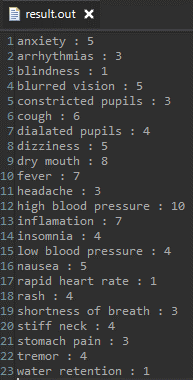 result.out
1 anxiety : 5
2 arrhythmias : 3
3 blindness : 1
4 blurred vision : 5
5 constricted pupils : 3
6 cough : 6
7 dialated pupils : 4
8 dizziness : 5
9 dry mouth : 8
10 fever : 7
11 headache : 3
12 high blood pressure : 10
13 inflamation : 7
14 insomnia : 4
15 low blood pressure : 4
16 nausea : 5
17 rapid heart rate : 1
18 rash : 4
19 shortness of breath : 3
20 stiff neck : 4
21 stomach pain : 3
22 tremor : 4
23 water retention : 1